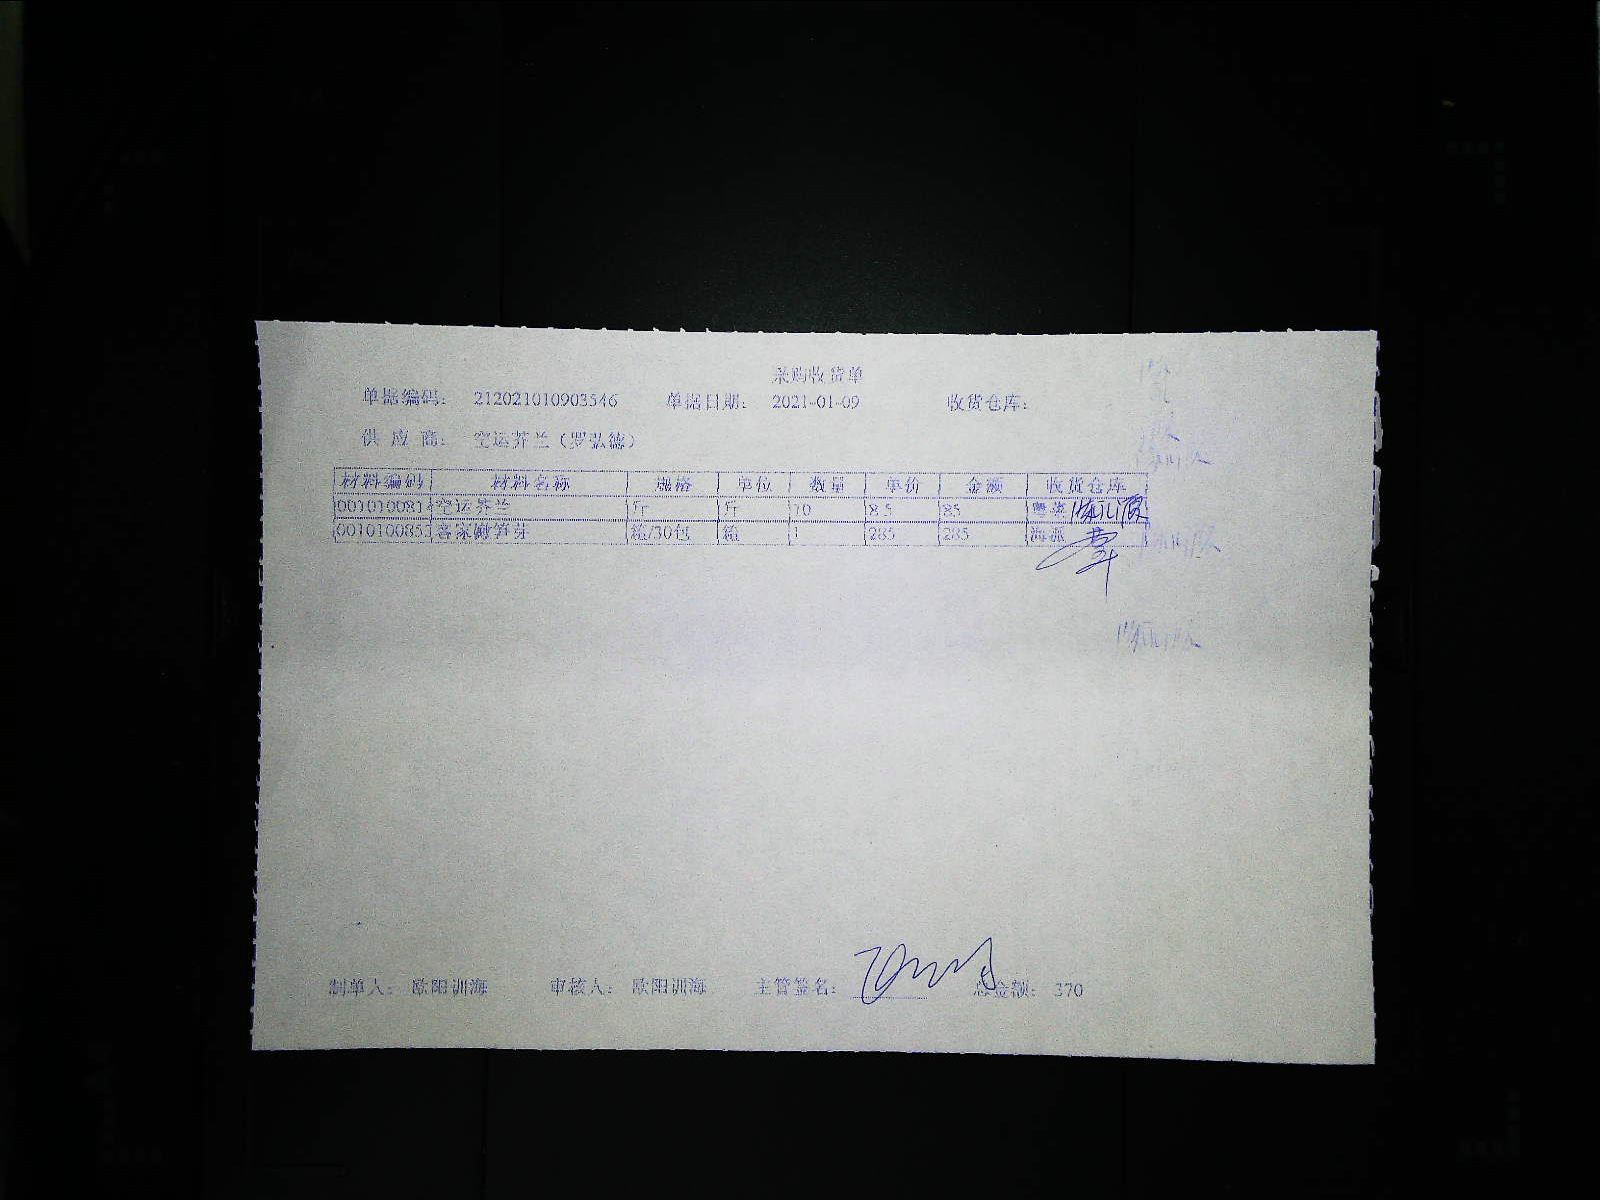 采购收货单
单据编码： 212021010903546 单据日期： 2021-01-09 收货仓库：
供 应 商： 空运芥兰（罗弘德）
材料编码 材料名称 规格 单位 数量 单价 金额 收货仓库
001010081 空运芥兰 斤 斤 10 8.5 85 粤菜
001010085 客家 箱/30包 箱 1 285 285 海派
制单人： 欧阳训海 审核人： 欧阳训海 主管签名： 总金额： 370